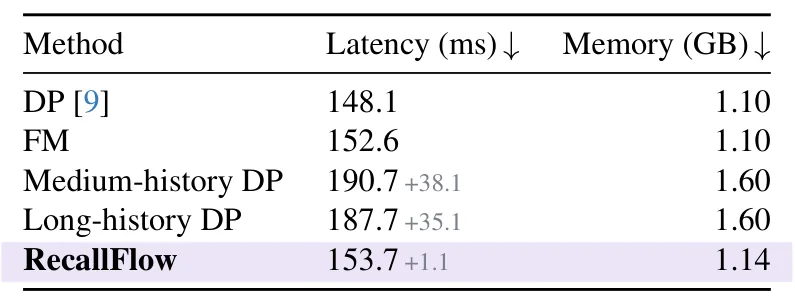 Method Latency (ms) ↓ Memory (GB) ↓
DP [9] 148.1 1.10
FM 152.6 1.10
Medium-history DP 190.7 +38.1 1.60
Long-history DP 187.7 +35.1 1.60
RecallFlow 153.7 +1.1 1.14